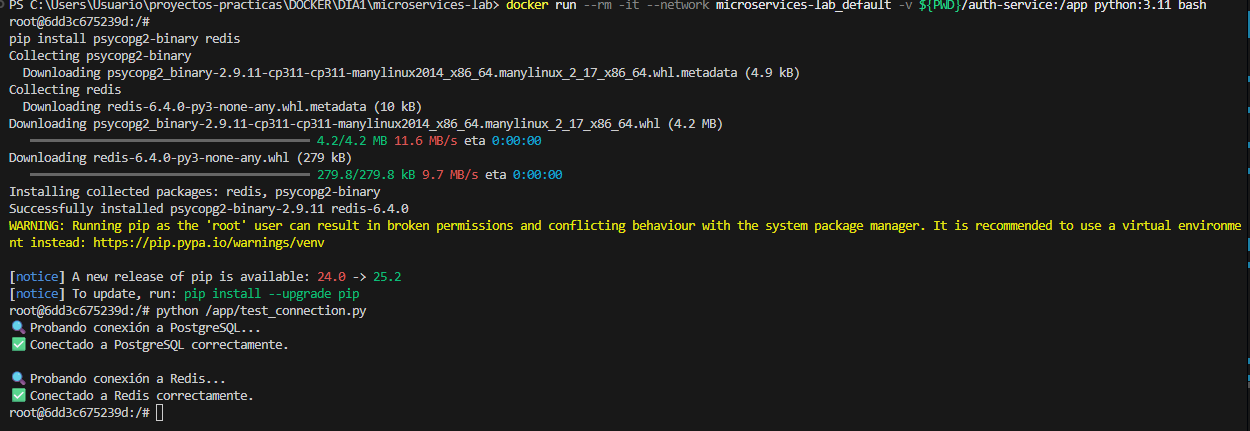 PS C:\Users\Usuario\proyectos-practicas\DOCKER\DIA1\microservices-lab> docker run --rm -it --network microservices-lab_default -v ${PWD}/auth-service:/app python:3.11 bash
root@6dd3c675239d:/#
pip install psycopg2-binary redis
Collecting psycopg2-binary
  Downloading psycopg2_binary-2.9.11-cp311-cp311-manylinux2014_x86_64.manylinux_2_17_x86_64.whl.metadata (4.9 kB)
Collecting redis
  Downloading redis-6.4.0-py3-none-any.whl.metadata (10 kB)
Downloading psycopg2_binary-2.9.11-cp311-cp311-manylinux2014_x86_64.manylinux_2_17_x86_64.whl (4.2 MB)
4.2/4.2 MB 11.6 MB/s eta 0:00:00
Downloading redis-6.4.0-py3-none-any.whl (279 kB)
279.8/279.8 kB 9.7 MB/s eta 0:00:00
Installing collected packages: redis, psycopg2-binary
Successfully installed psycopg2-binary-2.9.11 redis-6.4.0
WARNING: Running pip as the 'root' user can result in broken permissions and conflicting behaviour with the system package manager. It is recommended to use a virtual environme
nt instead: https://pip.pypa.io/warnings/venv

[notice] A new release of pip is available: 24.0 -> 25.2
[notice] To update, run: pip install --upgrade pip
root@6dd3c675239d:/# python /app/test_connection.py
🔍 Probando conexión a PostgreSQL...
✅ Conectado a PostgreSQL correctamente.

🔍 Probando conexión a Redis...
✅ Conectado a Redis correctamente.
root@6dd3c675239d:/#